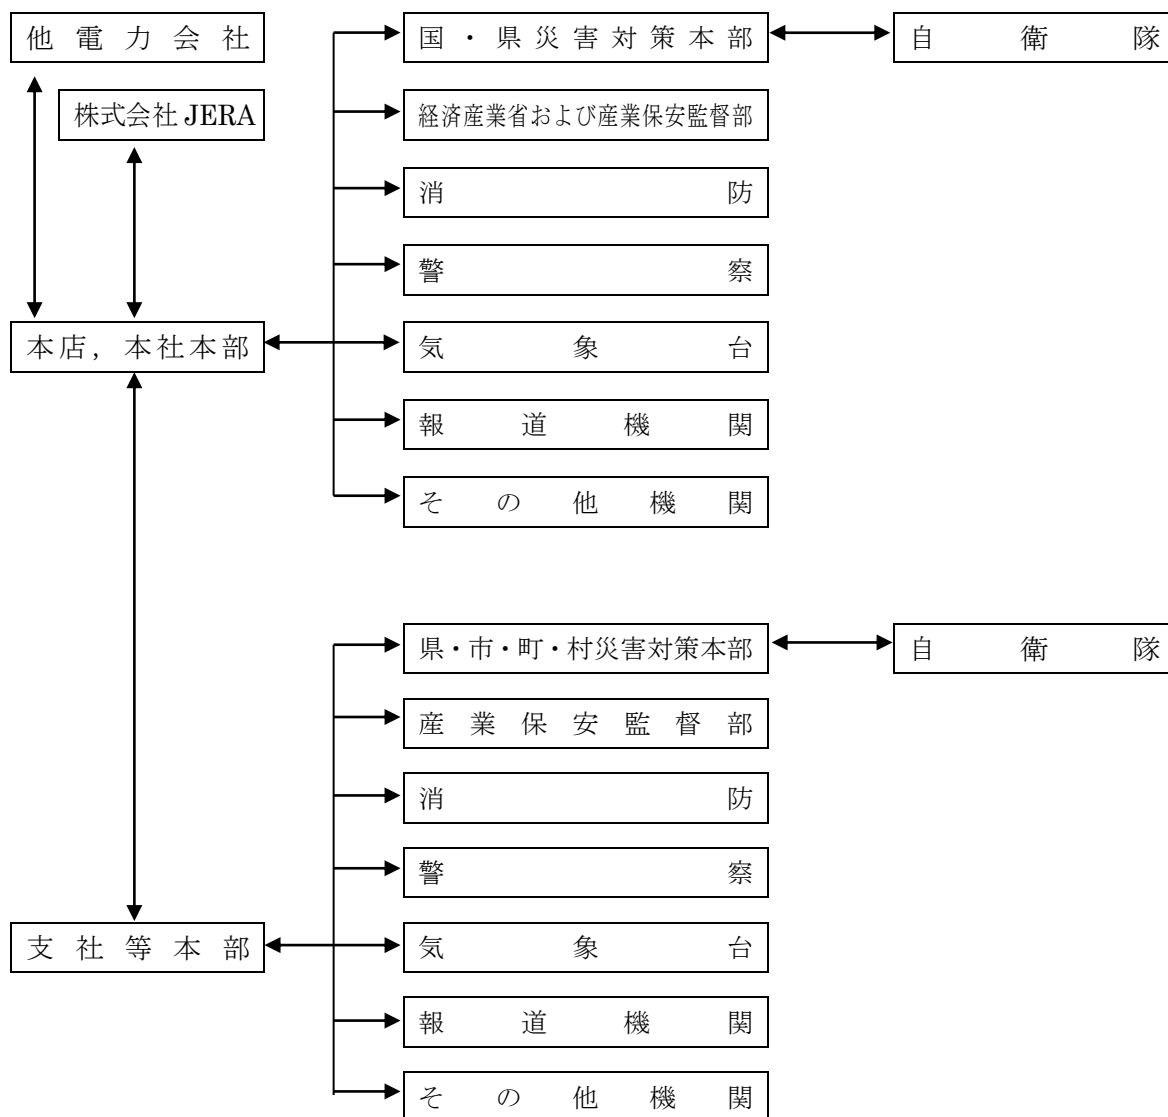 他電力会社
国・県災害対策本部
自衛隊
株式会社 JERA
経済産業省および産業保安監督部
消防
警察
本店，本社本部
気象台
報道機関
その他機関
県・市・町・村災害対策本部
自衛隊
産業保安監督部
消防
警察
支社等本部
気象台
報道機関
その他機関